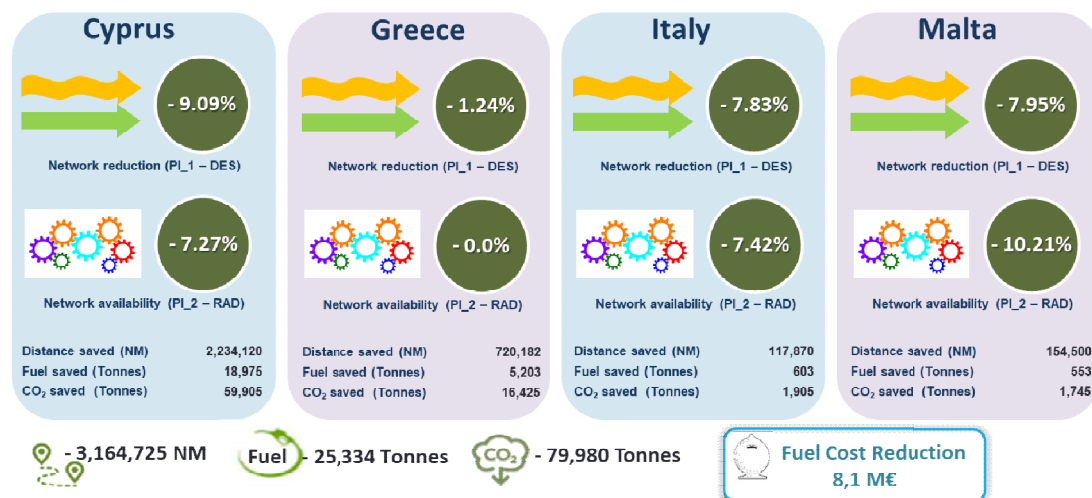 Cyprus
- 9.09%
Network reduction (PI_1 – DES)
- 7.27%
Network availability (PI_2 – RAD)
Distance saved (NM) 2,234,120
Fuel saved (Tonnes) 18,975
CO₂ saved (Tonnes) 59,905
Greece
- 1.24%
Network reduction (PI_1 – DES)
- 0.0%
Network availability (PI_2 – RAD)
Distance saved (NM) 720,182
Fuel saved (Tonnes) 5,203
CO₂ saved (Tonnes) 16,425
Italy
- 7.83%
Network reduction (PI_1 – DES)
- 7.42%
Network availability (PI_2 – RAD)
Distance saved (NM) 117,870
Fuel saved (Tonnes) 603
CO₂ saved (Tonnes) 1,905
Malta
- 7.95%
Network reduction (PI_1 – DES)
- 10.21%
Network availability (PI_2 – RAD)
Distance saved (NM) 154,500
Fuel saved (Tonnes) 553
CO₂ saved (Tonnes) 1,745
- 3,164,725 NM
Fuel - 25,334 Tonnes
CO₂ - 79,980 Tonnes
Fuel Cost Reduction
8,1 M€